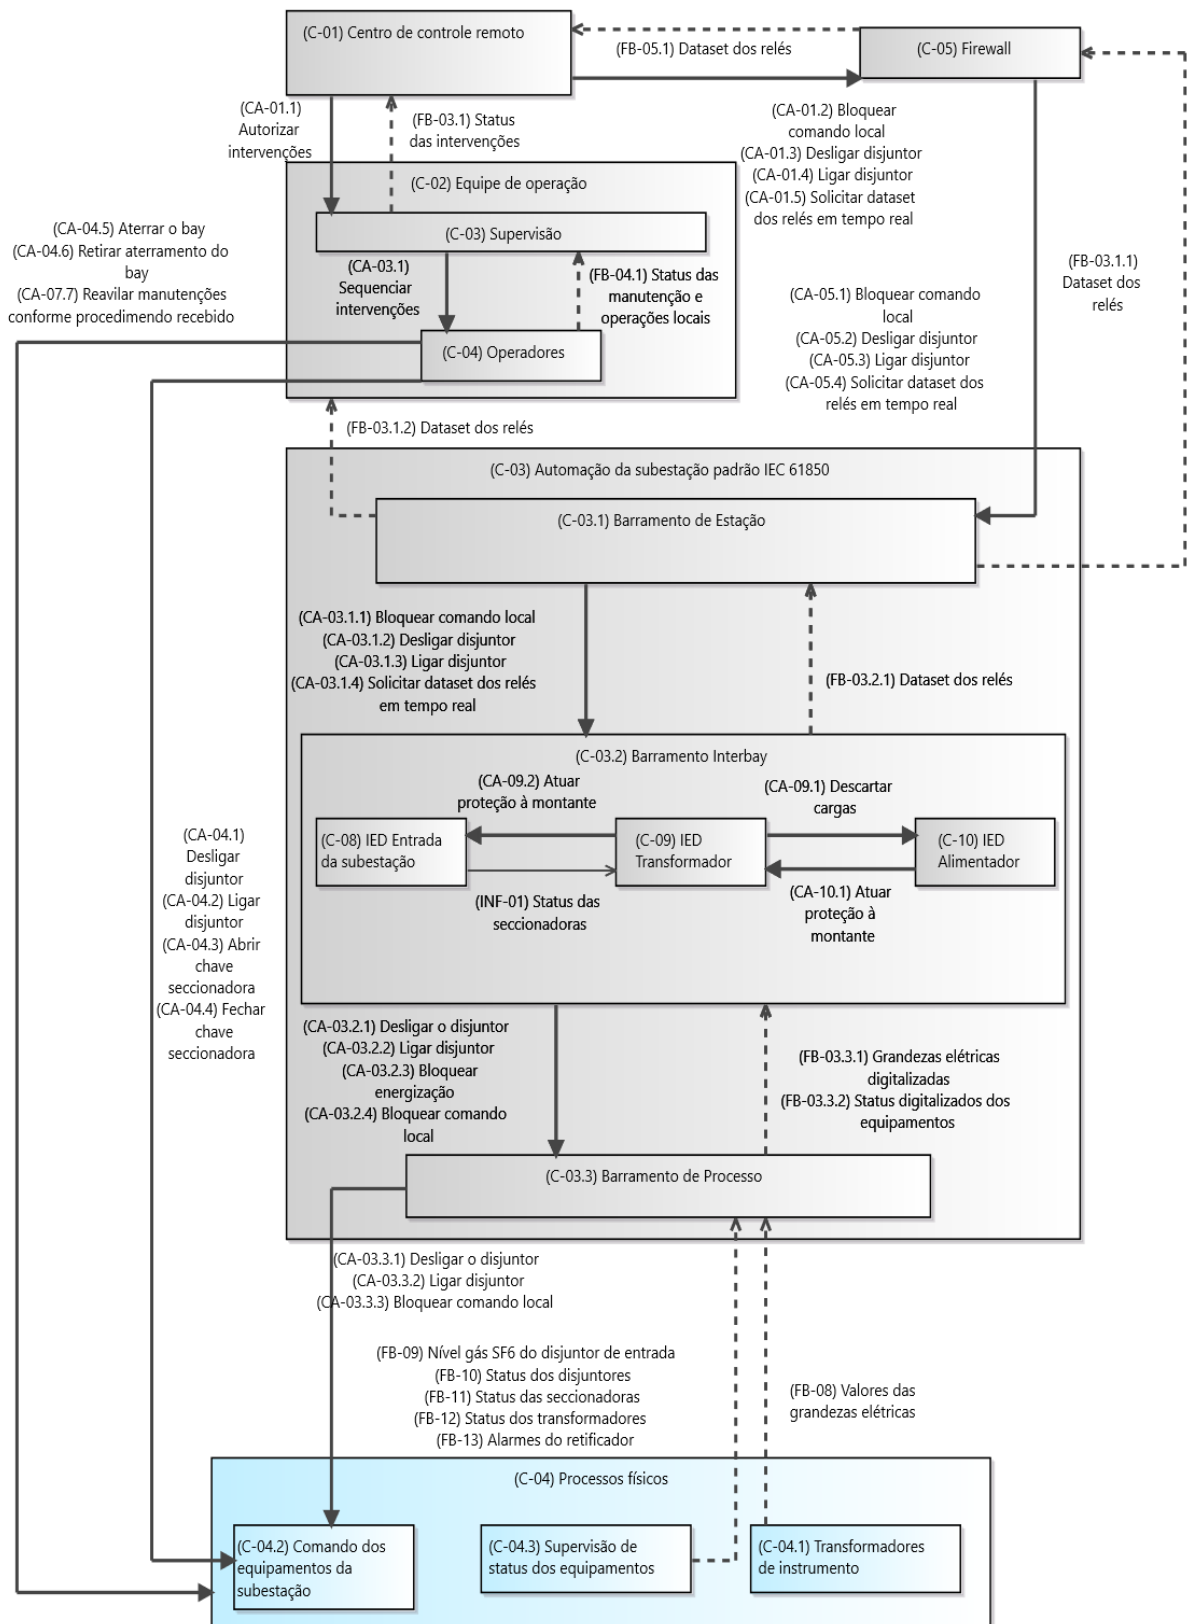 (C-01) Centro de controle remoto
(FB-05.1) Dataset dos relés
(C-05) Firewall
(CA-01.1)
Autorizar
intervenções
(FB-03.1) Status
das intervenções
(CA-01.2) Bloquear
comando local
(CA-01.3) Desligar disjuntor
(CA-01.4) Ligar disjuntor
(CA-01.5) Solicitar dataset
dos relés em tempo real
(C-02) Equipe de operação
(C-03) Supervisão
(CA-04.5) Aterrar o bay
(CA-04.6) Retirar aterramento do
bay
(CA-07.7) Reavilar manutenções
conforme procedimendo recebido
(CA-03.1)
Sequenciar
intervenções
(FB-04.1) Status das
manutenção e
operações locais
(C-04) Operadores
(FB-03.1.1)
Dataset dos
relés
(CA-05.1) Bloquear comando
local
(CA-05.2) Desligar disjuntor
(CA-05.3) Ligar disjuntor
(CA-05.4) Solicitar dataset dos
relés em tempo real
(FB-03.1.2) Dataset dos relés
(C-03) Automação da subestação padrão IEC 61850
(C-03.1) Barramento de Estação
(CA-03.1.1) Bloquear comando local
(CA-03.1.2) Desligar disjuntor
(CA-03.1.3) Ligar disjuntor
(CA-03.1.4) Solicitar dataset dos relés
em tempo real
(FB-03.2.1) Dataset dos relés
(C-03.2) Barramento Interbay
(CA-09.2) Atuar
proteção à montante
(CA-09.1) Descartar
cargas
(C-08) IED Entrada
da subestação
(C-09) IED
Transformador
(C-10) IED
Alimentador
(INF-01) Status das
seccionadoras
(CA-10.1) Atuar
proteção à
montante
(CA-04.1)
Desligar
disjuntor
(CA-04.2) Ligar
disjuntor
(CA-04.3) Abrir
chave
seccionadora
(CA-04.4) Fechar
chave
seccionadora
(CA-03.2.1) Desligar o disjuntor
(CA-03.2.2) Ligar disjuntor
(CA-03.2.3) Bloquear
energização
(CA-03.2.4) Bloquear comando
local
(FB-03.3.1) Grandezas elétricas
digitalizadas
(FB-03.3.2) Status digitalizados dos
equipamentos
(C-03.3) Barramento de Processo
(CA-03.3.1) Desligar o disjuntor
(CA-03.3.2) Ligar disjuntor
(CA-03.3.3) Bloquear comando local
(FB-09) Nível gás SF6 do disjuntor de entrada
(FB-10) Status dos disjuntores
(FB-11) Status das seccionadoras
(FB-12) Status dos transformadores
(FB-13) Alarmes do retificador
(FB-08) Valores das
grandezas elétricas
(C-04) Processos físicos
(C-04.2) Comando dos
equipamentos da
subestação
(C-04.3) Supervisão de
status dos equipamentos
(C-04.1) Transformadores
de instrumento